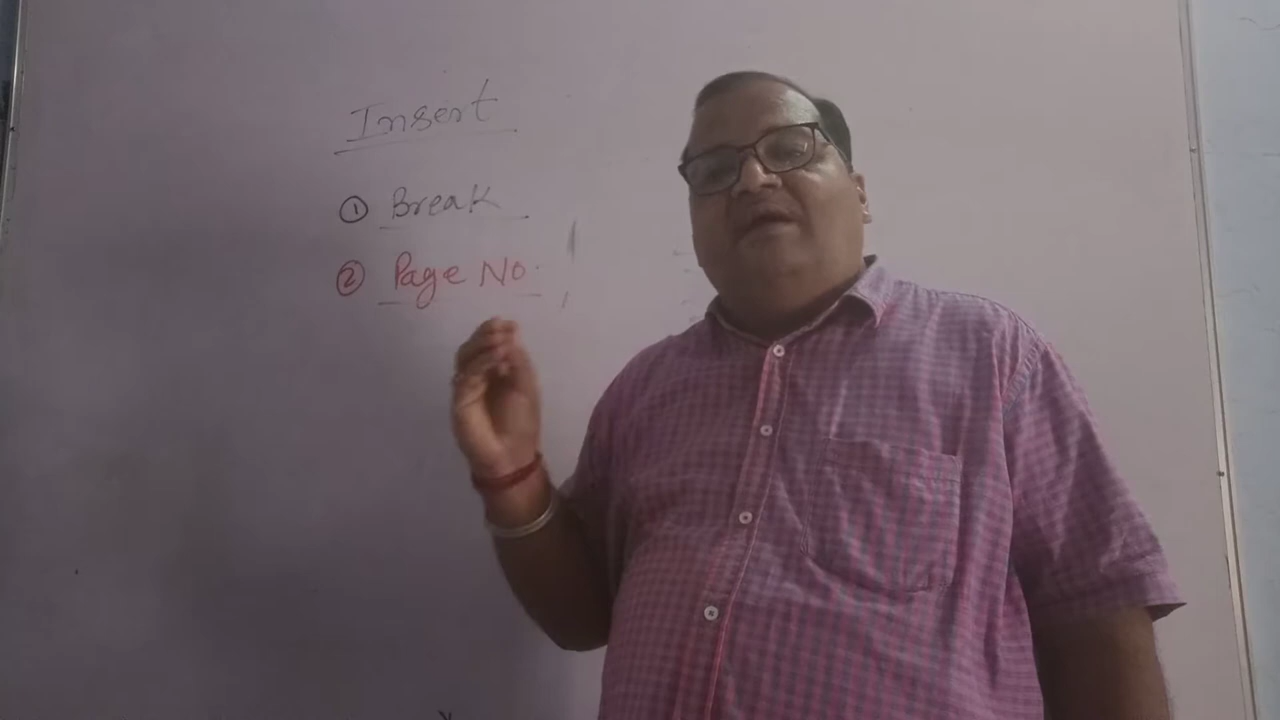 Insert
① Break
② Page No.